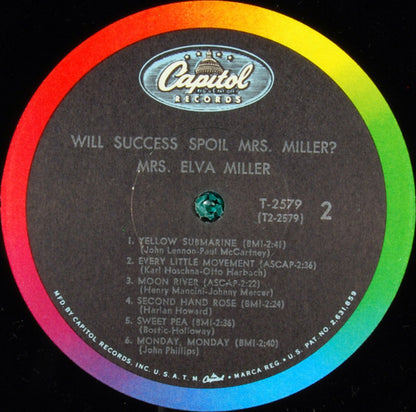 Capitol
RECORDS
WILL SUCCESS SPOIL MRS. MILLER?
MRS. ELVA MILLER
T-2579
(T2-2579)
2
1. YELLOW SUBMARINE (BMI-2:41)
(John Lennon-Paul McCartney)
2. EVERY LITTLE MOVEMENT (ASCAP-2:36)
(Karl Hoschna-Otto Harbach)
3. MOON RIVER (ASCAP-2:22)
(Henry Mancini-Johnny Mercer)
4. SECOND HAND ROSE (BMI-2:24)
(Harlan Howard)
5. SWEET PEA (BMI-2:36)
(Bostic-Holloway)
6. MONDAY, MONDAY (BMI-2:40)
(John Phillips)
MFD. BY CAPITOL RECORDS, INC. U.S.A. T.M. Capitol MARCA REG. • U.S. PAT. NO. 2,631,859